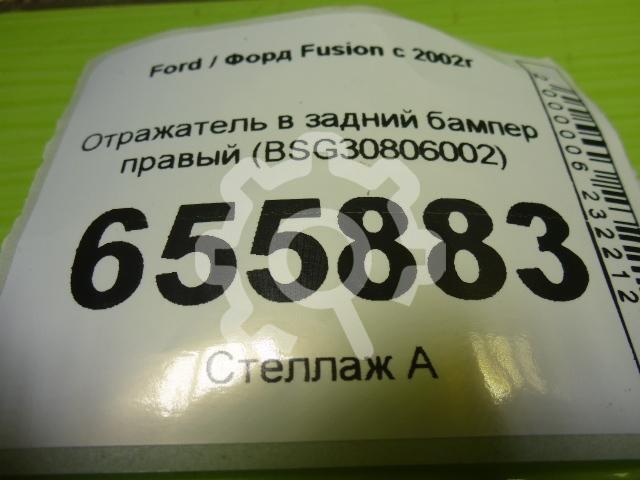 Ford / Форд Fusion с 2002г
Отражатель в задний бампер
правый (BSG30806002)
655883
Стеллаж А
2000006232212